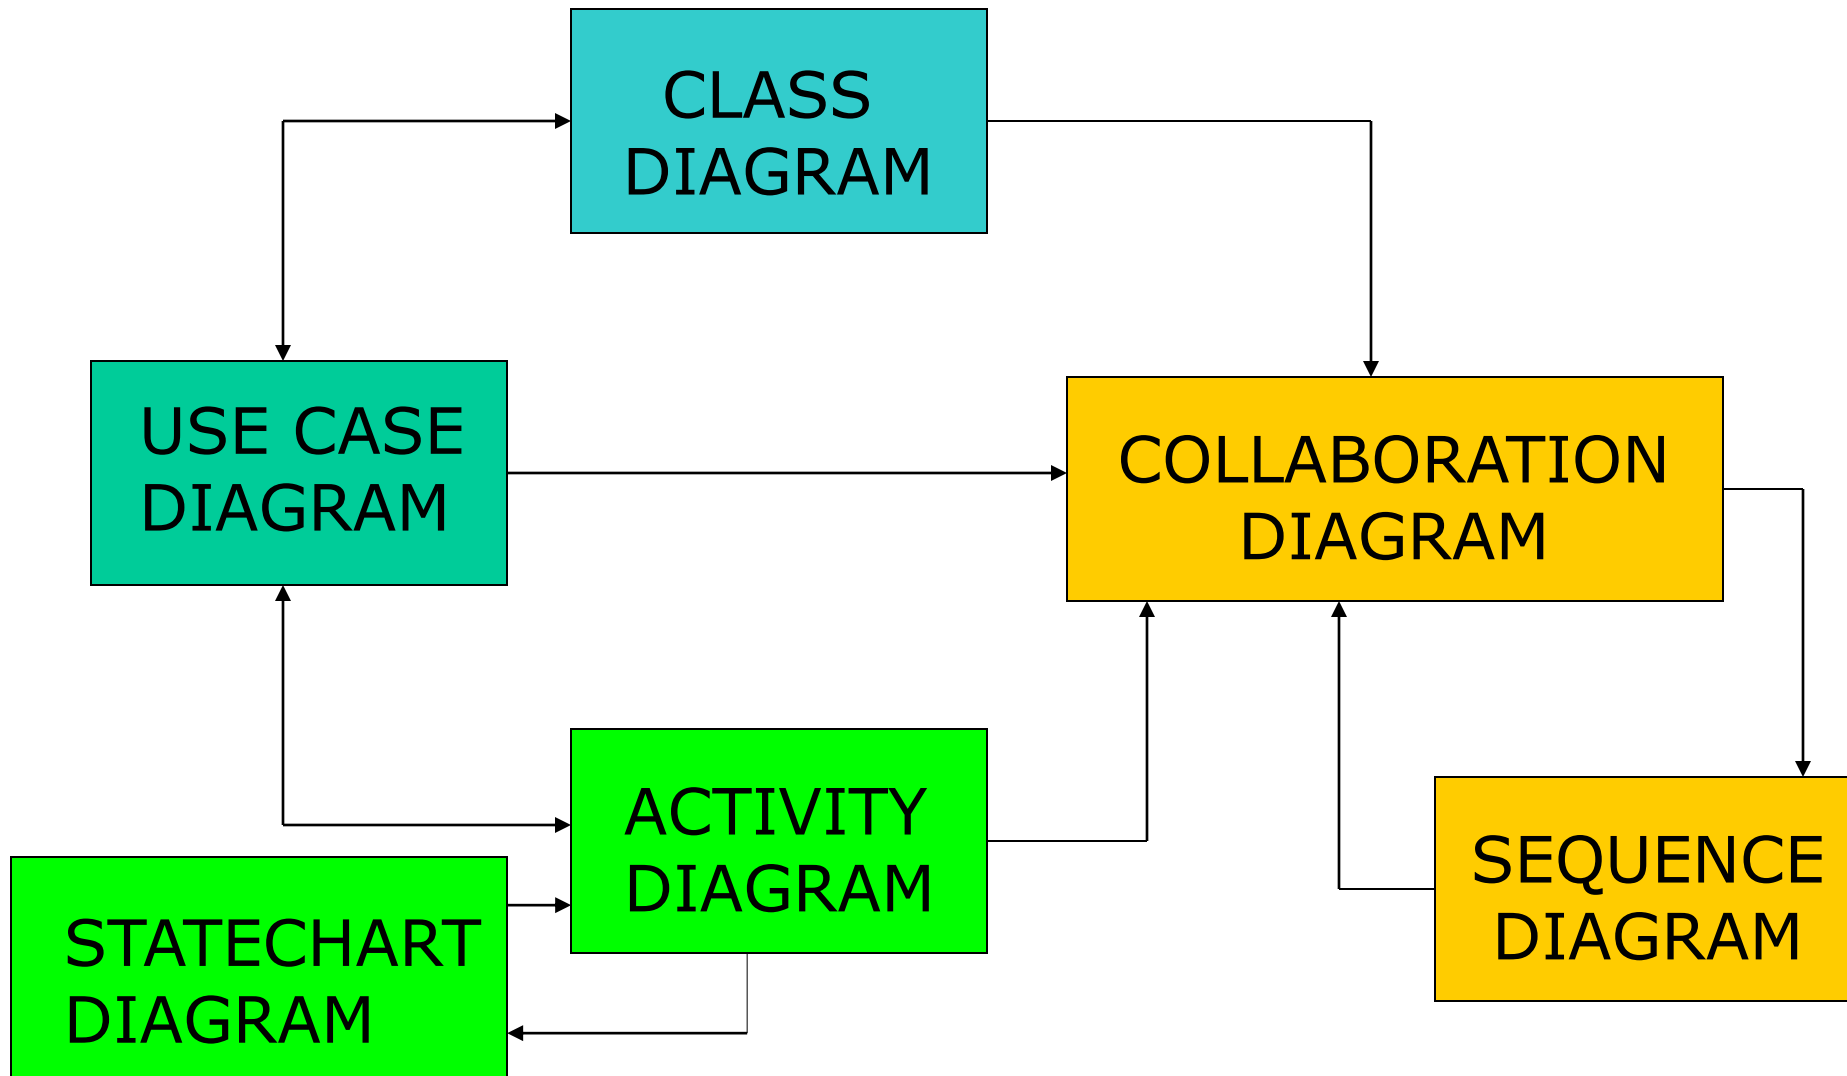 CLASS
DIAGRAM
USE CASE
DIAGRAM
COLLABORATION
DIAGRAM
ACTIVITY
DIAGRAM
SEQUENCE
DIAGRAM
STATECHART
DIAGRAM